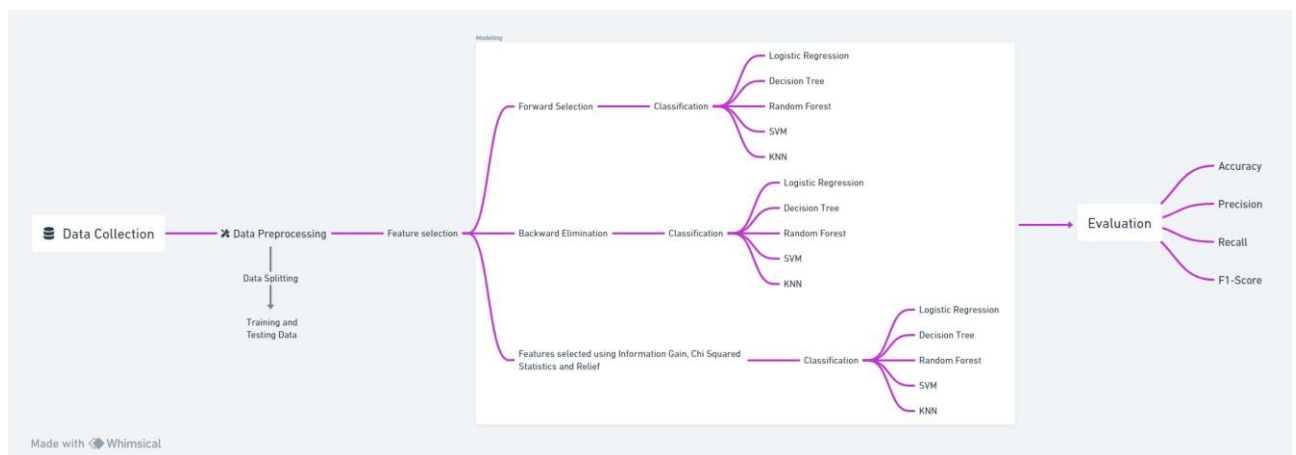 Modeling
Data Collection
Data Preprocessing
Data Splitting
Training and
Testing Data
Feature selection
Forward Selection
Classification
Logistic Regression
Decision Tree
Random Forest
SVM
KNN
Backward Elimination
Classification
Logistic Regression
Decision Tree
Random Forest
SVM
KNN
Features selected using Information Gain, Chi Squared
Statistics and Relief
Classification
Logistic Regression
Decision Tree
Random Forest
SVM
KNN
Evaluation
Accuracy
Precision
Recall
F1-Score
Made with Whimsical